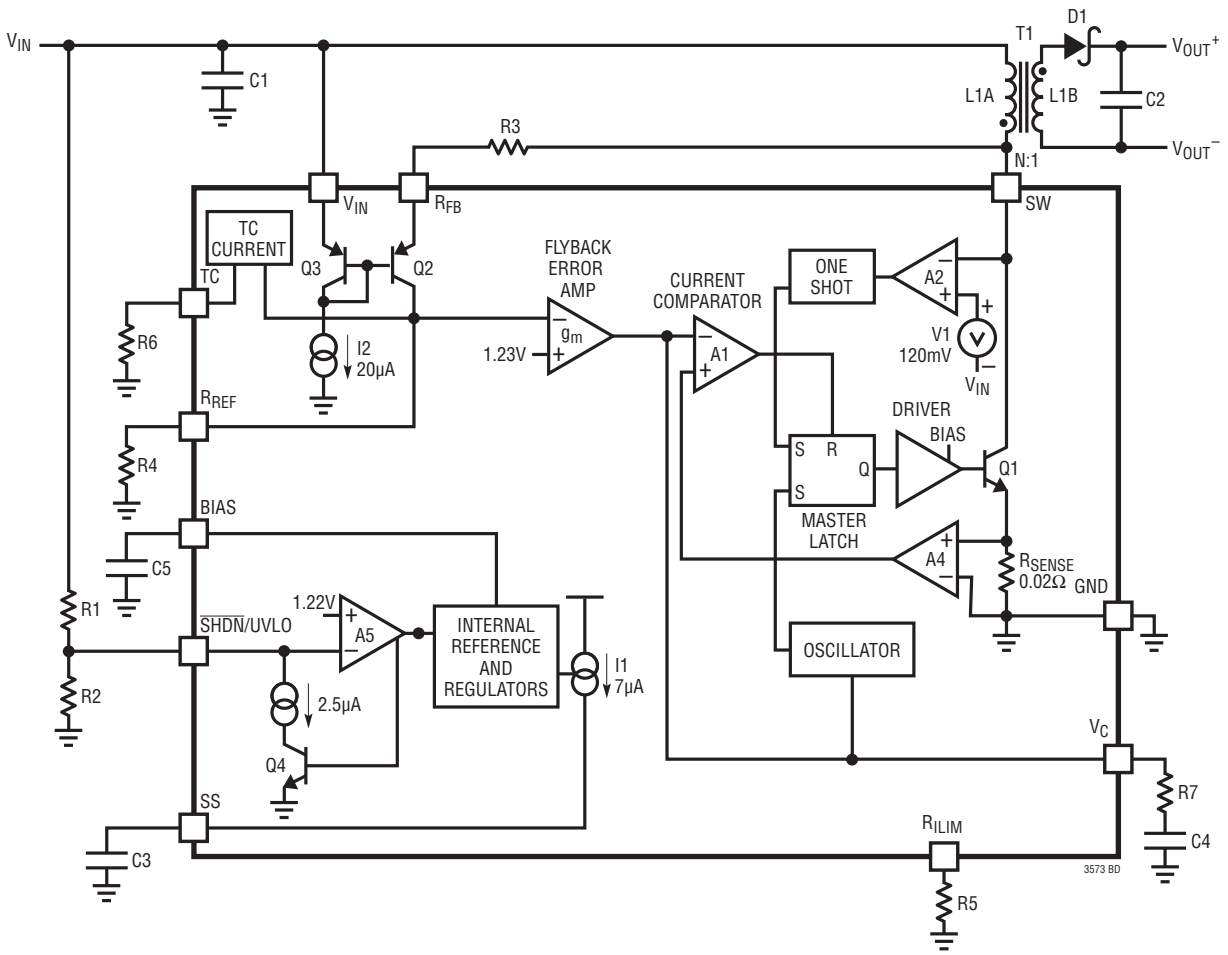 VIN
C1
T1
D1
VOUT+
L1A
L1B
C2
VOUT–
N:1
R3
VIN
RFB
SW
TC
CURRENT
TC
Q3
Q2
I2
20µA
R6
RREF
R4
FLYBACK
ERROR
AMP
–
gm
+
1.23V
CURRENT
COMPARATOR
–
A1
+
ONE
SHOT
–
A2
+
+
V1
120mV
V
–
VIN
DRIVER
BIAS
S
R
Q
S
MASTER
LATCH
Q1
+
A4
–
RSENSE
0.02Ω
GND
BIAS
C5
R1
R2
SHDN/UVLO
1.22V
+
A5
–
INTERNAL
REFERENCE
AND
REGULATORS
I1
7µA
2.5µA
Q4
OSCILLATOR
VC
R7
C4
SS
C3
RILIM
R5
3573 BD